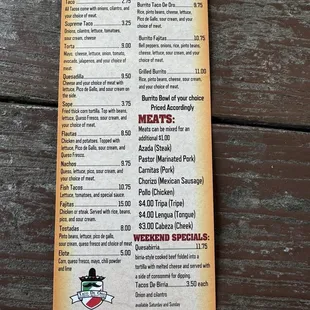 Taco 2.75
All Tacos come with onions, cilantro, and
your choice of meat.
Supreme Taco 3.25
Onions, cilantro, lettuce, tomatoes,
sour cream, cheese
Torta 9.00
Mayo, cheese, lettuce, onion, tomato,
avocado, jalapenos, and your choice of
meat.
Quesadilla 9.50
Cheese and your choice of meat with
pico de Gallo, and sour cream on
the side.
Sope 3.75
Fried thick corn tortilla. Top with beans,
lettuce, Queso Fresco, sour cream, and
your choice of meat.
Flautas 8.50
Chicken or steak, topped with lettuce,
onion, Pico de Gallo, sour cream, and
Queso Fresco.
Nachos 9.75
Lettuce, queso, pico, sour cream, and
your choice of meat.
Fish Tacos 10.75
Lettuce, tomatoes, and special sauce.
Fajitas 15.00
Chicken or steak. Served with rice, beans,
pico, and sour cream.
Tostadas 8.00
Pinto beans, pico de gallo, sour
cream, queso fresco and choice of meat
Elote 5.00
Corn, queso fresco, mayo, chili powder
and lime
Burrito Taco De Oro 9.75
Rice, pinto beans, cheese, lettuce,
Pico de Gallo, sour cream, and your
choice of meat.
Burrito Fajitas 10.75
Bell peppers, onions, rice, pinto beans,
cheese, lettuce, sour cream, and your
choice of meat.
Grilled Burrito 11.00
Rice, pinto beans, cheese, sour
cream, and your choice of meat.
Burrito Bowl of your choice
Priced Accordingly
MEATS:
Meats can be mixed for an
additional $1.00
Azada (Steak)
Pastor (Marinated Pork)
Carnitas (Pork)
Chorizo (Mexican Sausage)
Pollo (Chicken)
$4.00 Tripa (Tripe)
$4.00 Lengua (Tongue)
$3.00 Cabeza (Cheek)
WEEKEND SPECIALS:
Quesabirria 11.75
birria-style cooked beef folded into a
tortilla with melted cheese and served with
a side of consommé for dipping.
Tacos De Birria 3.50 each
Onion and cilantro
available Saturday and Sunday